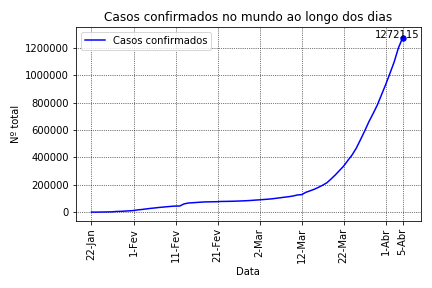 Casos confirmados no mundo ao longo dos dias
1272115
Casos confirmados
1200000
1000000
800000
600000
400000
200000
0
Nº total
22-Jan
1-Fev
11-Fev
21-Fev
2-Mar
12-Mar
22-Mar
1-Abr
5-Abr
Data